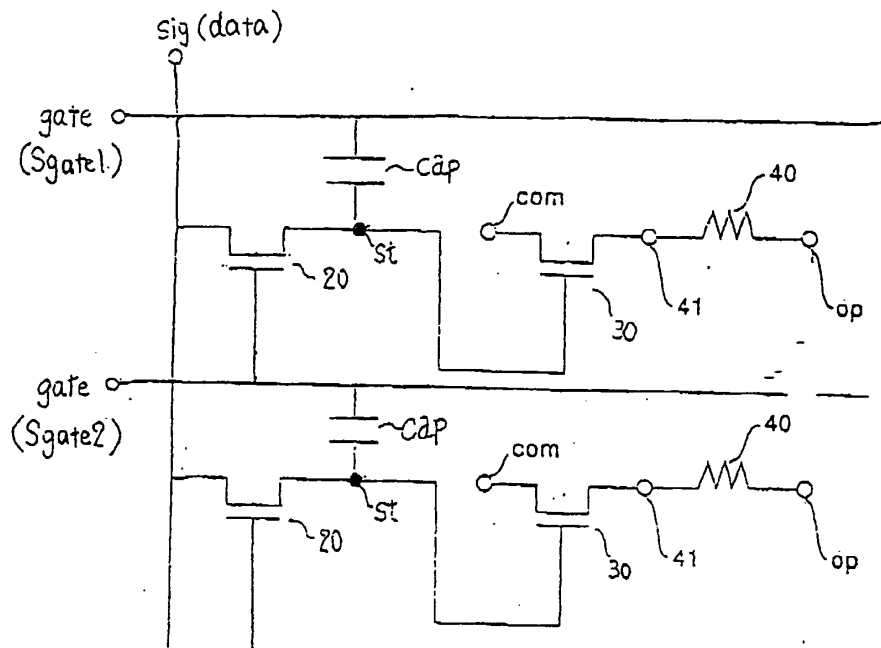 sig (data)
gate
(Sgate1.
cap
com
40
st
20
30
41
op
gate
(Sgate2)
cap
com
40
st
20
30
41
op